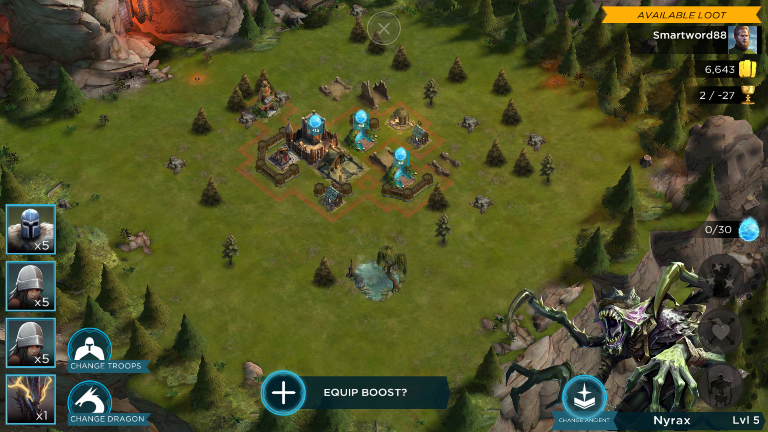 AVAILABLE LOOT
Smartword88
6,643
2 / -27
0/30
x5
x5
x5
x1
CHANGE TROOPS
CHANGE DRAGON
EQUIP BOOST?
CHANGE ANCIENT
Nyrax
Lvl 5